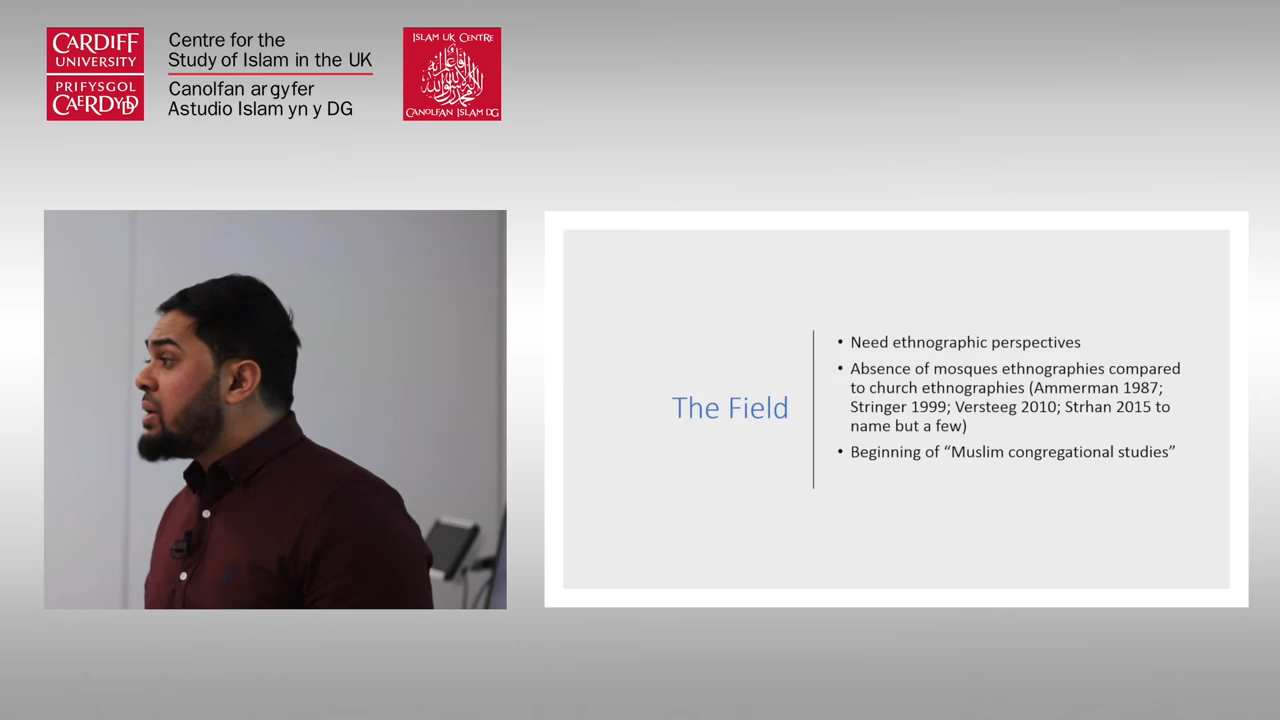 CARDIFF
UNIVERSITY
PRIFYSGOL
CAERDYDD
Centre for the
Study of Islam in the UK
Canolfan ar gyfer
Astudio Islam yn y DG
ISLAM UK CENTRE
CANOLFAN ISLAM DG
The Field
• Need ethnographic perspectives
• Absence of mosques ethnographies compared
to church ethnographies (Ammerman 1987;
Stringer 1999; Versteeg 2010; Strhan 2015 to
name but a few)
• Beginning of “Muslim congregational studies”